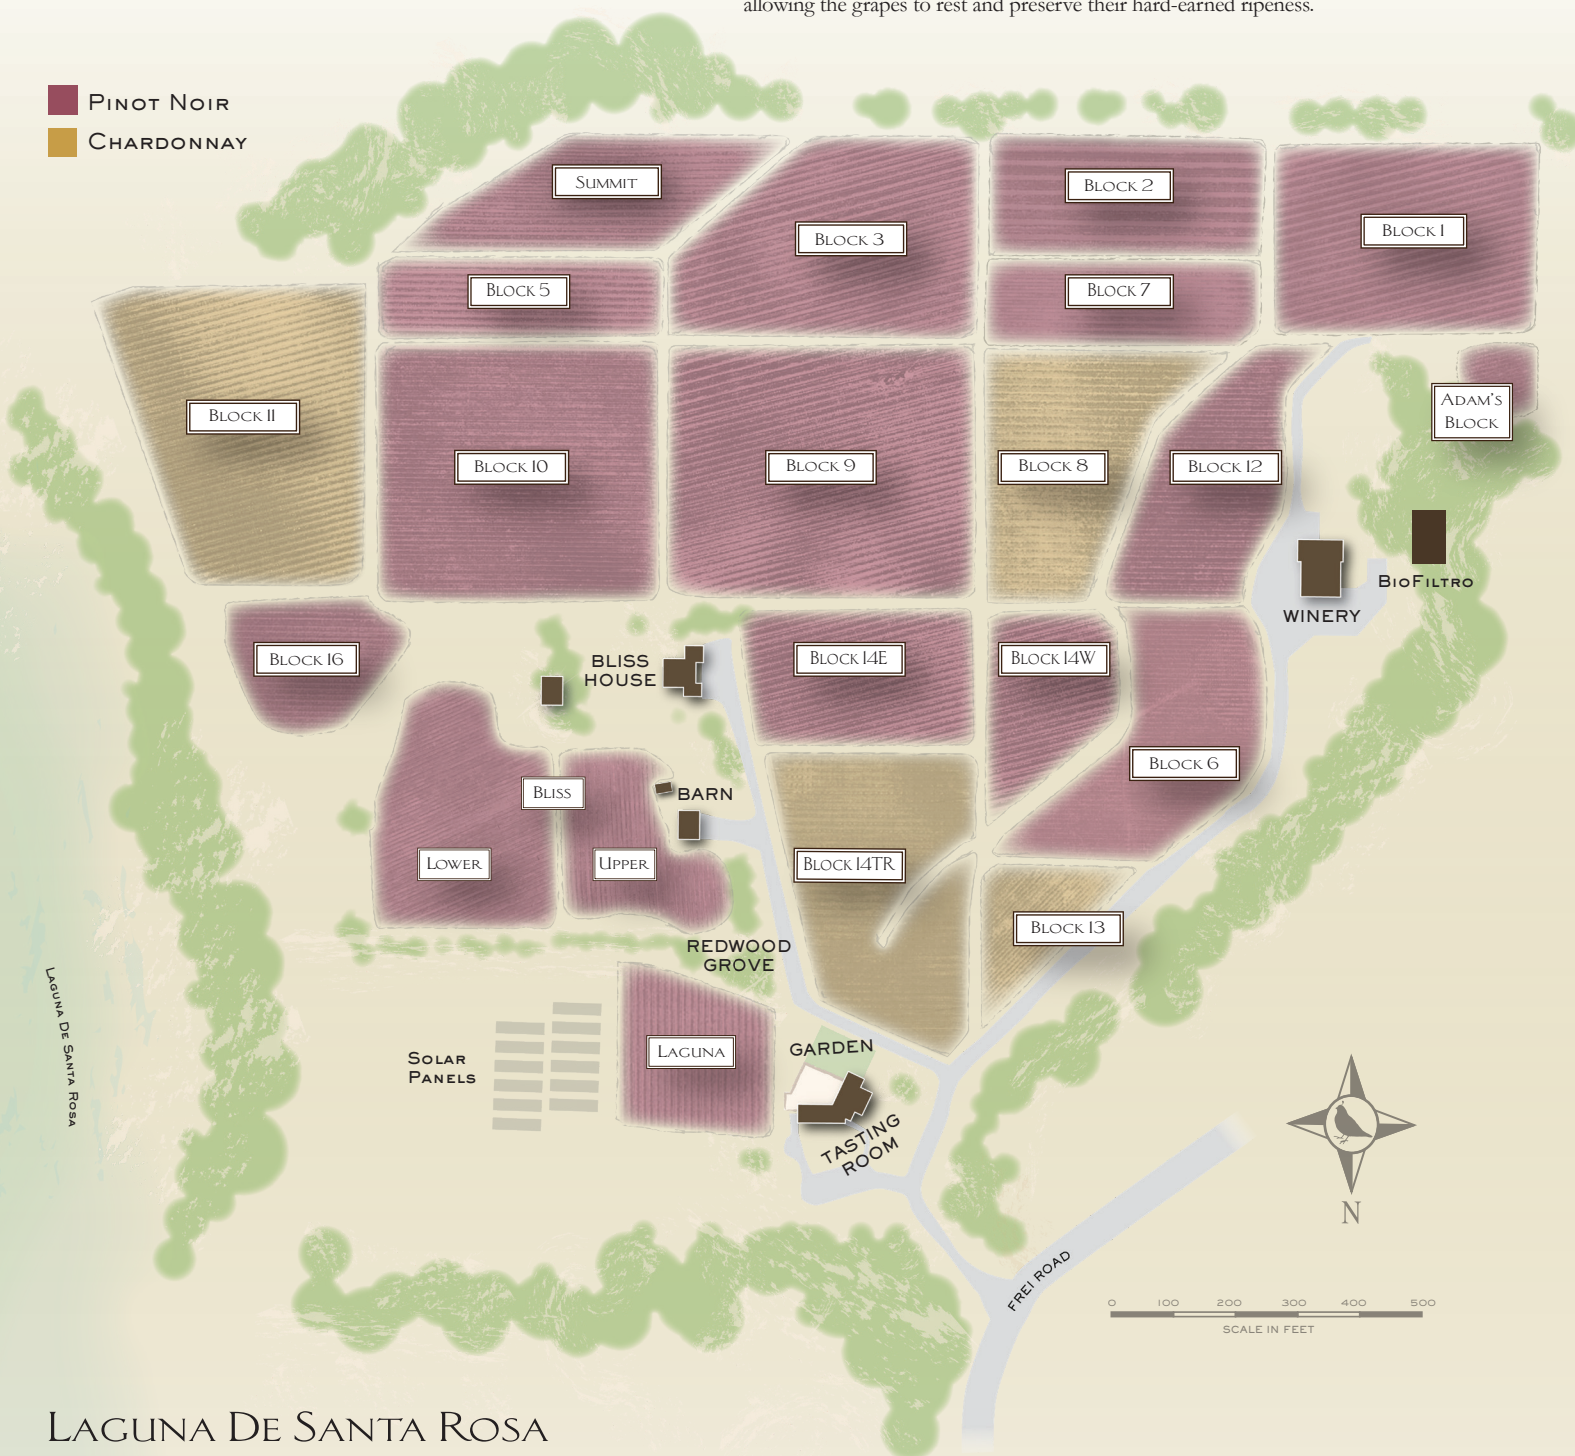 allowing the grapes to rest and preserve their hard-earned ripeness.
Pinot Noir
Chardonnay
Summit
Block 2
Block 1
Block 3
Block 5
Block 7
Block 11
Adam's
Block
Block 10
Block 9
Block 8
Block 12
BioFiltro
WINERY
Block 16
BLISS
HOUSE
Block 14E
Block 14W
Block 6
Bliss
BARN
Lower
Upper
Block 14TR
Block 13
REDWOOD
GROVE
Laguna De Santa Rosa
Solar
Panels
Laguna
GARDEN
TASTING
ROOM
N
FREI ROAD
0 100 200 300 400 500
SCALE IN FEET
Laguna De Santa Rosa